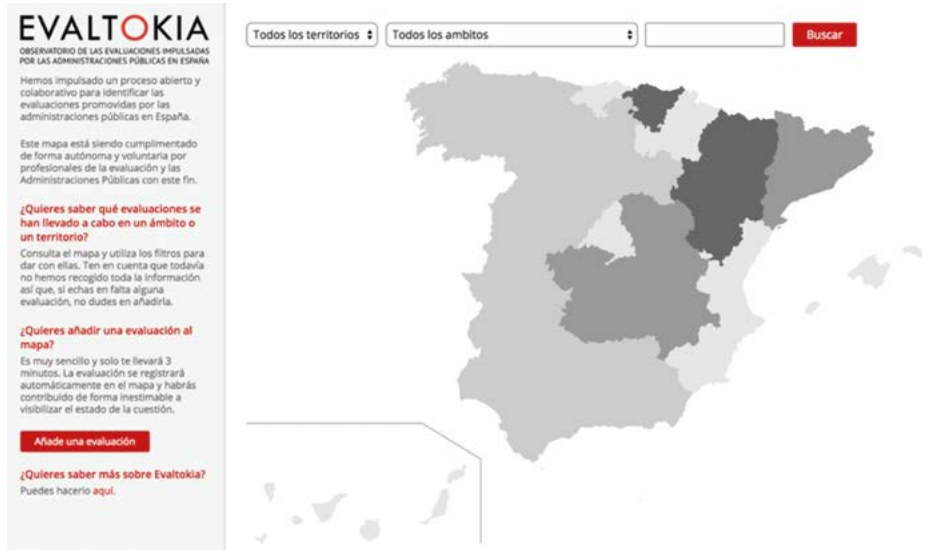 EVALTOKIA
OBSERVATORIO DE LAS EVALUACIONES IMPULSADAS
POR LAS ADMINISTRACIONES PÚBLICAS EN ESPAÑA
Hemos impulsado un proceso abierto y
colaborativo para identificar las
evaluaciones promovidas por las
administraciones públicas en España.
Este mapa está siendo cumplimentado
de forma autónoma y voluntaria por
profesionales de la evaluación y las
Administraciones Públicas con este fin.
¿Quieres saber qué evaluaciones se
han llevado a cabo en un ámbito o
un territorio?
Consulta el mapa y utiliza los filtros para
dar con ellas. Ten en cuenta que todavía
no hemos recogido toda la información
así que, si echas en falta alguna
evaluación, no dudes en añadirla.
¿Quieres añadir una evaluación al
mapa?
Es muy sencillo y solo te llevará 3
minutos. La evaluación se registrará
automáticamente en el mapa y habrás
contribuido de forma inestimable a
visibilizar el estado de la cuestión.
Añade una evaluación
¿Quieres saber más sobre Evaltokia?
Puedes hacerlo aquí.
Todos los territorios
Todos los ambitos
Buscar